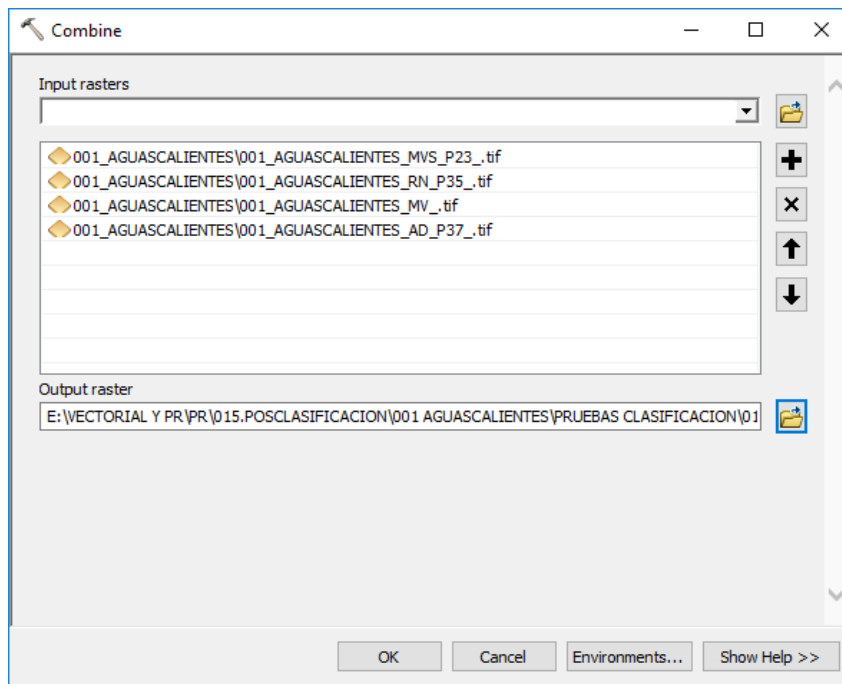 Combine
Input rasters
001_AGUASCALIENTES\001_AGUASCALIENTES_MVS_P23_.tif
001_AGUASCALIENTES\001_AGUASCALIENTES_RN_P35_.tif
001_AGUASCALIENTES\001_AGUASCALIENTES_MV_.tif
001_AGUASCALIENTES\001_AGUASCALIENTES_AD_P37_.tif
Output raster
E:\VECTORIAL Y PR\PR\015.POSCLASIFICACION\001 AGUASCALIENTES\PRUEBAS CLASIFICACION\01
OK Cancel Environments... Show Help >>